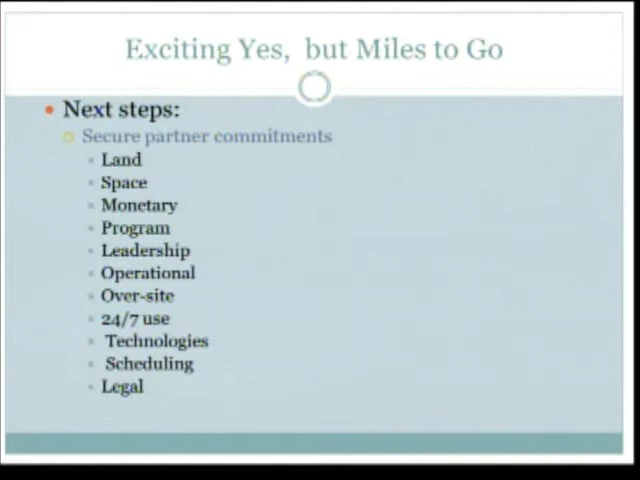 Exciting Yes, but Miles to Go
Next steps:
Secure partner commitments
Land
Space
Monetary
Program
Leadership
Operational
Over-site
24/7 use
Technologies
Scheduling
Legal